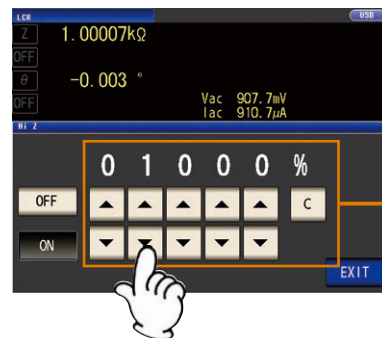 LCR USB
Z 1.00007kΩ
OFF
θ -0.003 °
OFF Vac 907.7mV
Iac 910.7μA
Hi Z
0 1 0 0 0 %
OFF C
ON
EXIT